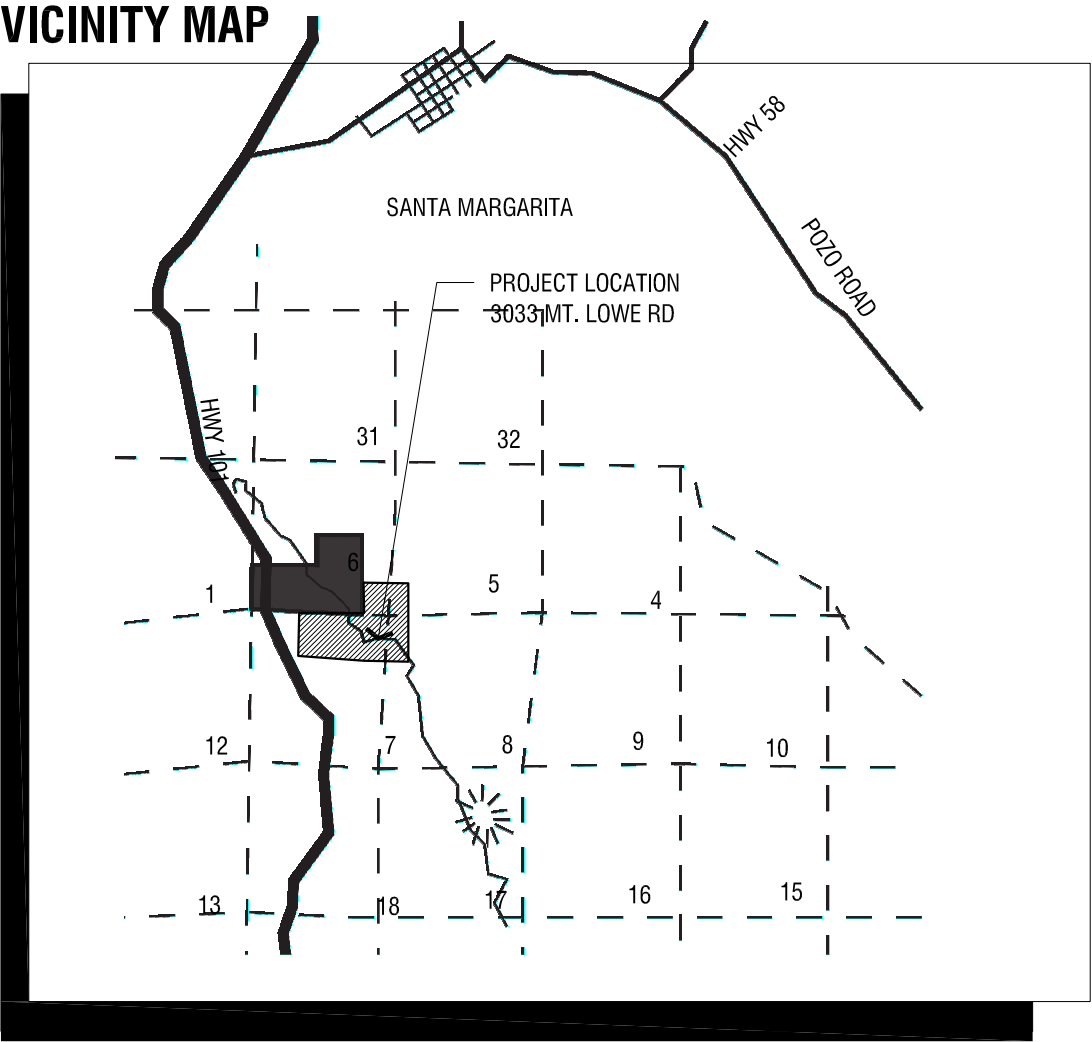 VICINITY MAP
HWY 58
SANTA MARGARITA
POZO ROAD
PROJECT LOCATION
3033 MT. LOWE RD
HWY 101
31
32
6
1
5
4
12
7
8
9
10
13
18
17
16
15